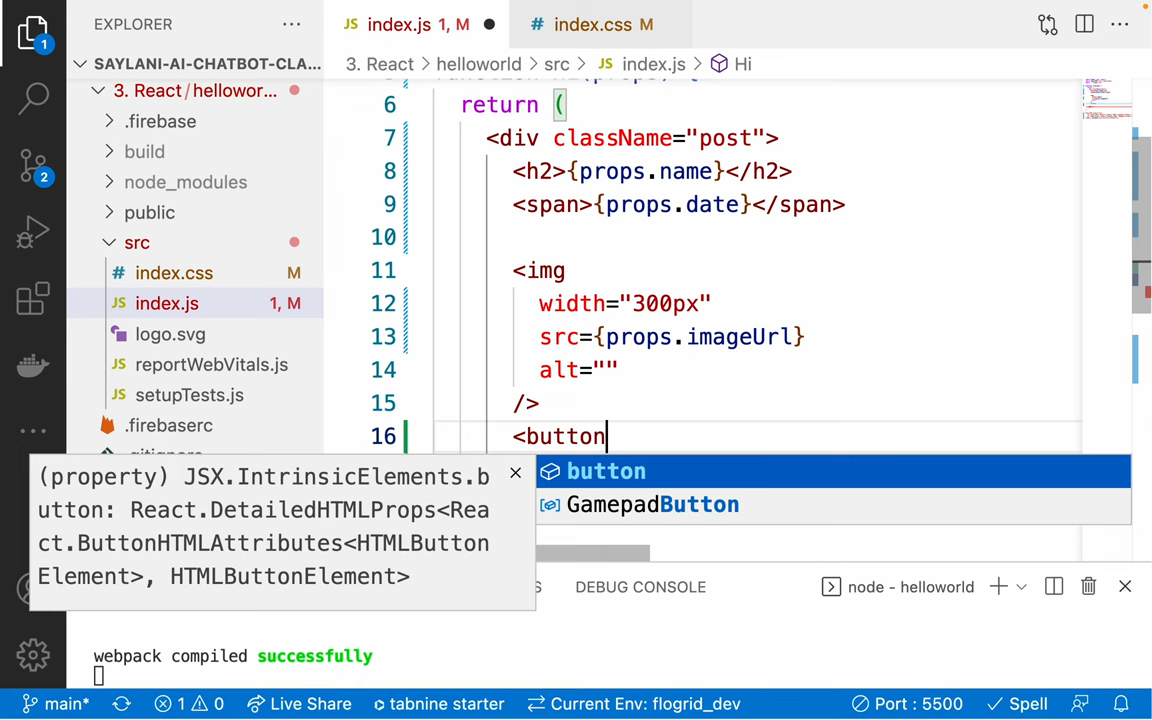 EXPLORER
JS index.js 1, M
# index.css M
SAYLANI-AI-CHATBOT-CLA...
3. React > helloworld > src > JS index.js > Hi
3. React/hellowor...
.firebase
build
node_modules
public
src
# index.css M
JS index.js 1, M
logo.svg
JS reportWebVitals.js
JS setupTests.js
.firebaserc
6 return (
7 <div className="post">
8 <h2>{props.name}</h2>
9 <span>{props.date}</span>
10
11 <img
12 width="300px"
13 src={props.imageUrl}
14 alt=""
15 />
16 <button
(property) JSX.IntrinsicElements.b
utton: React.DetailedHTMLProps<Rea
ct.ButtonHTMLAttributes<HTMLButton
Element>, HTMLButtonElement>
button
GamepadButton
DEBUG CONSOLE
node - helloworld
webpack compiled successfully
1
2
main*
1 0
Live Share
tabnine starter
Current Env: flogrid_dev
Port : 5500
Spell